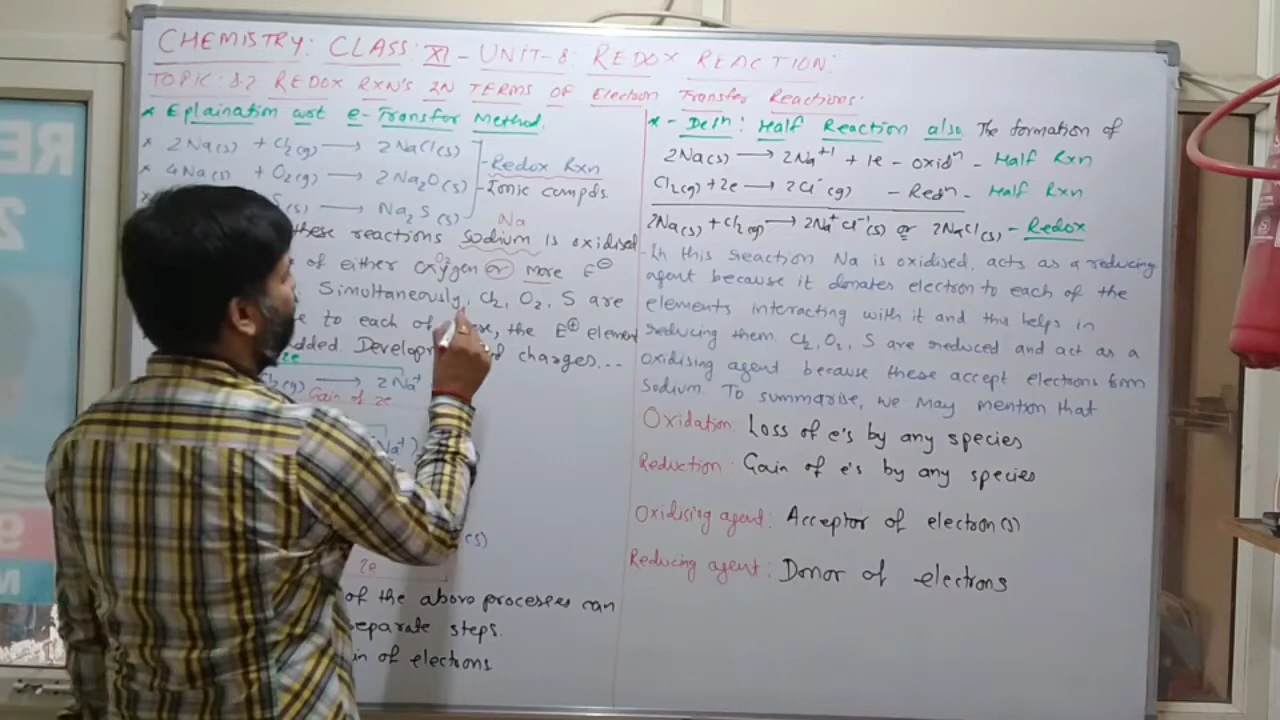 CHEMISTRY: CLASS: XI - UNIT-8: REDOX REACTION:
TOPIC: 8.2 REDOX RXN'S IN TERMS OF Electron Transfer Reactions:
* Explaination wrt e-Transfer Method.
* 2Na(s) + Cl2(g) → 2NaCl(s)
* 4Na(s) + O2(g) → 2Na2O(s)
S(s) → Na2S(s)
- Redox Rxn
- Ionic compds.
Na
these reactions sodium is oxidised
O2
of either oxygen or more E⊖
Simultaneously, Cl2, O2, S are
to each of, the E⊕ element
added. charges...
2e
→ 2Na+
Gain of 2e
(s)
2e
of the above processes can
separate steps.
of electrons
* - Defn: Half Reaction also The formation of
2Na(s) → 2Na+1 + 1e - oxidn - Half Rxn
Cl2(g) + 2e → 2Cl-(g) - Redn - Half Rxn
2Na(s) + Cl2(g) → 2Na+Cl-1(s) or 2NaCl(s) - Redox
- In this reaction Na is oxidised, acts as a reducing
agent because it donates electron to each of the
elements interacting with it and this helps in
reducing them. Cl2, O2, S are reduced and act as a
oxidising agent because these accept electrons from
sodium. To summarise, we may mention that
Oxidation: Loss of e's by any species
Reduction: Gain of e's by any species
Oxidising agent: Acceptor of electron(s)
Reducing agent: Donor of electrons